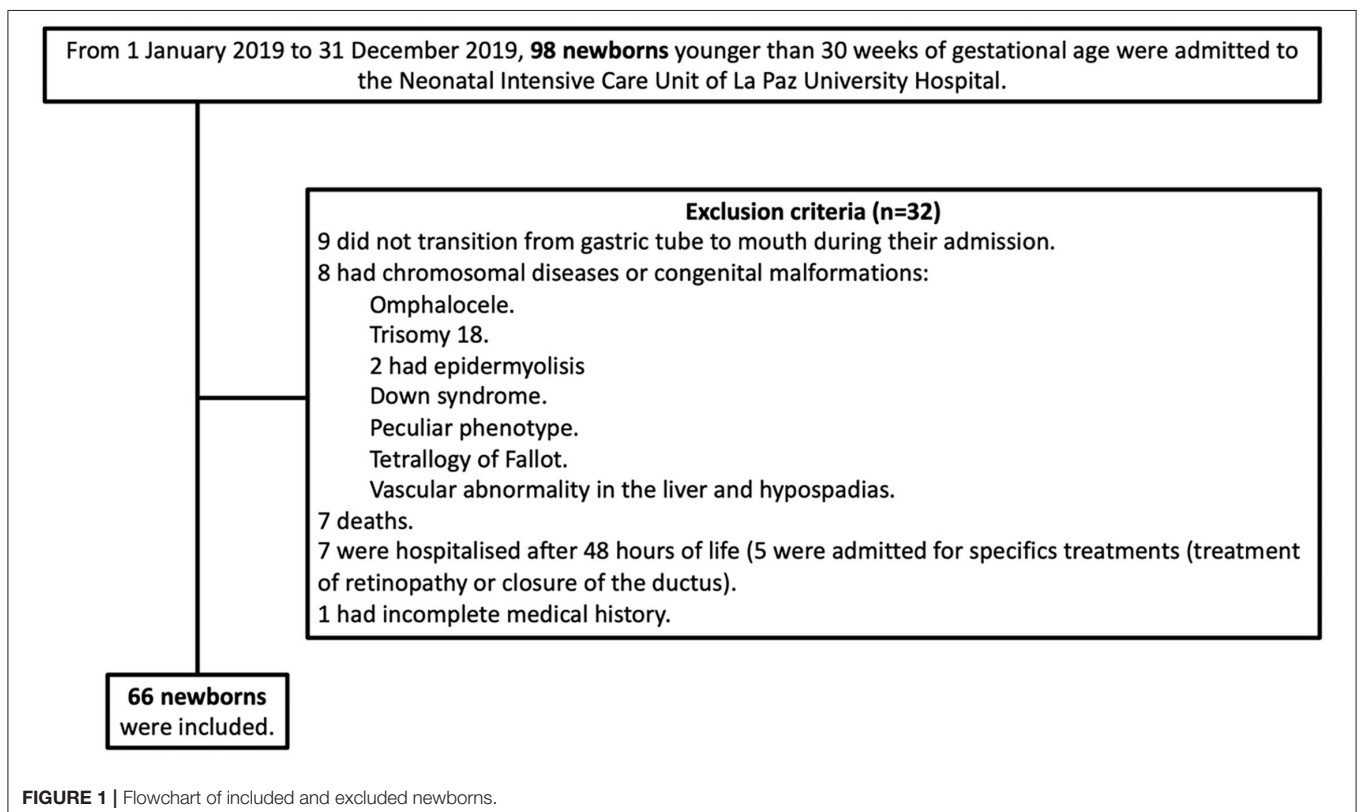 From 1 January 2019 to 31 December 2019, 98 newborns younger than 30 weeks of gestational age were admitted to
the Neonatal Intensive Care Unit of La Paz University Hospital.
Exclusion criteria (n=32)
9 did not transition from gastric tube to mouth during their admission.
8 had chromosomal diseases or congenital malformations:
Omphalocele.
Trisomy 18.
2 had epidermyolisis
Down syndrome.
Peculiar phenotype.
Tetrallogy of Fallot.
Vascular abnormality in the liver and hypospadias.
7 deaths.
7 were hospitalised after 48 hours of life (5 were admitted for specifics treatments (treatment
of retinopathy or closure of the ductus).
1 had incomplete medical history.
66 newborns
were included.
FIGURE 1 | Flowchart of included and excluded newborns.